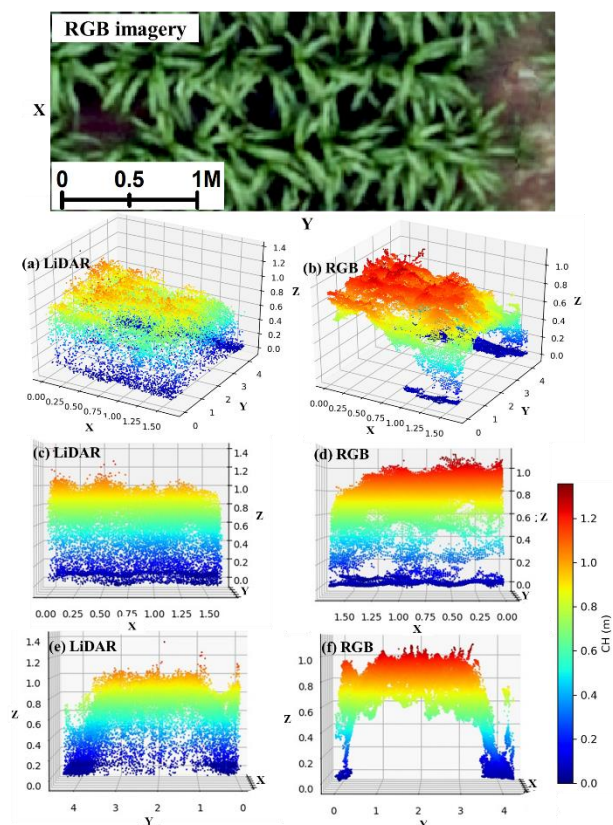 RGB imagery
X
0 0.5 1M
Y
(a) LiDAR
1.4
1.2
1.0
0.8
0.6
0.4
0.2
0.0
Z
0.00
0.25
0.50
0.75
1.00
1.25
1.50
X
0
1
2
3
4
Y
(b) RGB
1.0
0.8
0.6
0.4
0.2
0.0
Z
0.00
0.25
0.50
0.75
1.00
1.25
1.50
X
0
1
2
3
4
Y
(c) LiDAR
1.4
1.2
1.0
0.8
0.6
0.4
0.2
0.0
Z
Y
0.00 0.25 0.50 0.75 1.00 1.25 1.50
X
(d) RGB
1.0
0.8
0.6
0.4
0.2
0.0
; Z
Y
1.50 1.25 1.00 0.75 0.50 0.25 0.00
X
(e) LiDAR
1.4
1.2
1.0
0.8
0.6
0.4
0.2
0.0
Z
X
4 3 2 1 0
Y
(f) RGB
1.0
0.8
0.6
0.4
0.2
0.0
Z
X
0 1 2 3 4
Y
1.2
1.0
0.8
0.6
0.4
0.2
0.0
CH (m)